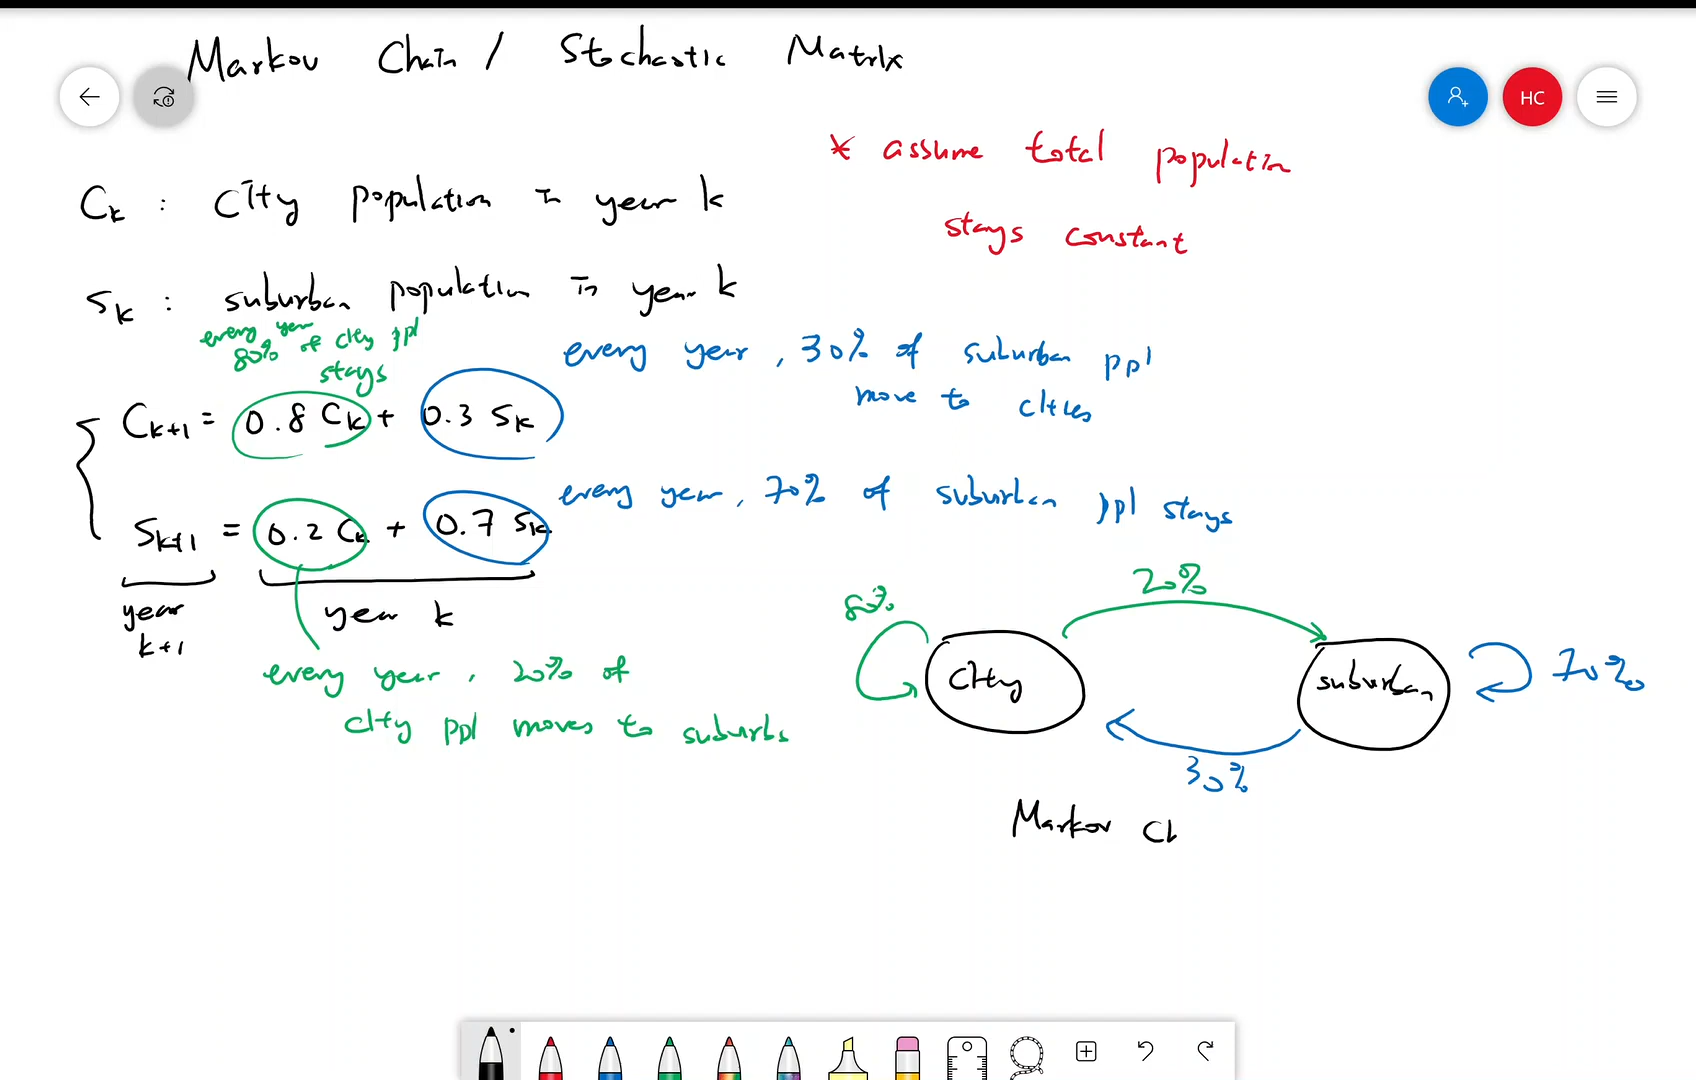 Markov Chain / Stochastic Matrix
HC
* assume total population
stays constant
Ck : City population in year k
Sk : suburban population in year k
every year
80% of city ppl
stays
every year, 30% of suburban ppl
move to cities
Ck+1 = 0.8 Ck + 0.3 Sk
every year, 70% of suburban ppl stays
Sk+1 = 0.2 Ck + 0.7 Sk
year
k+1
year k
every year, 20% of
city ppl moves to suburbs
80%
20%
City
suburban
70%
30%
Markov Ch